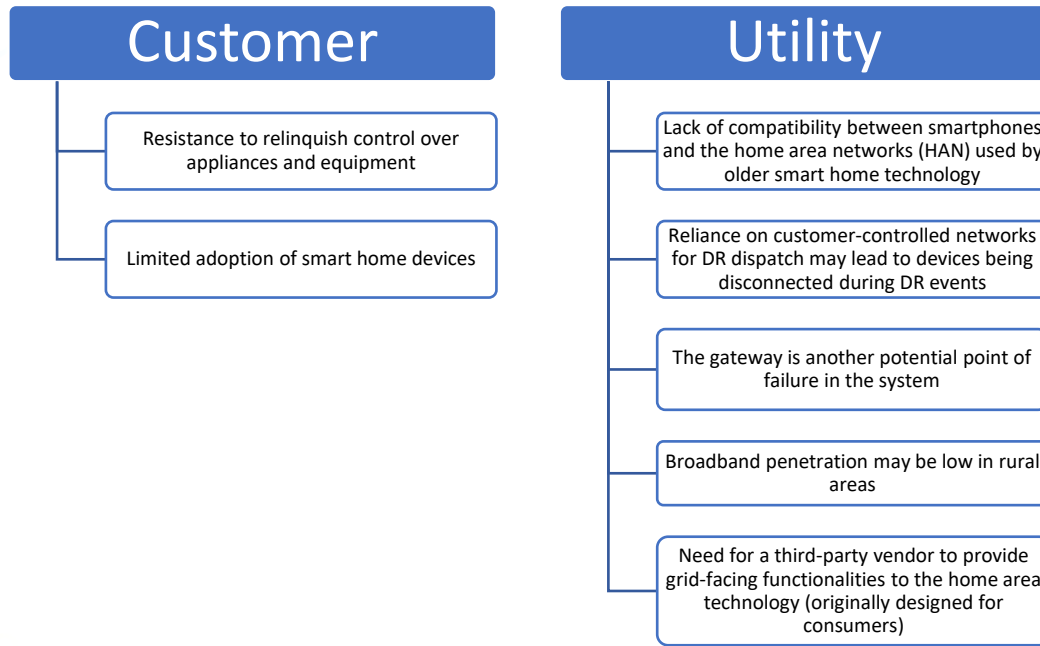 Customer
Resistance to relinquish control over
appliances and equipment
Limited adoption of smart home devices
Utility
Lack of compatibility between smartphones
and the home area networks (HAN) used by
older smart home technology
Reliance on customer-controlled networks
for DR dispatch may lead to devices being
disconnected during DR events
The gateway is another potential point of
failure in the system
Broadband penetration may be low in rural
areas
Need for a third-party vendor to provide
grid-facing functionalities to the home area
technology (originally designed for
consumers)